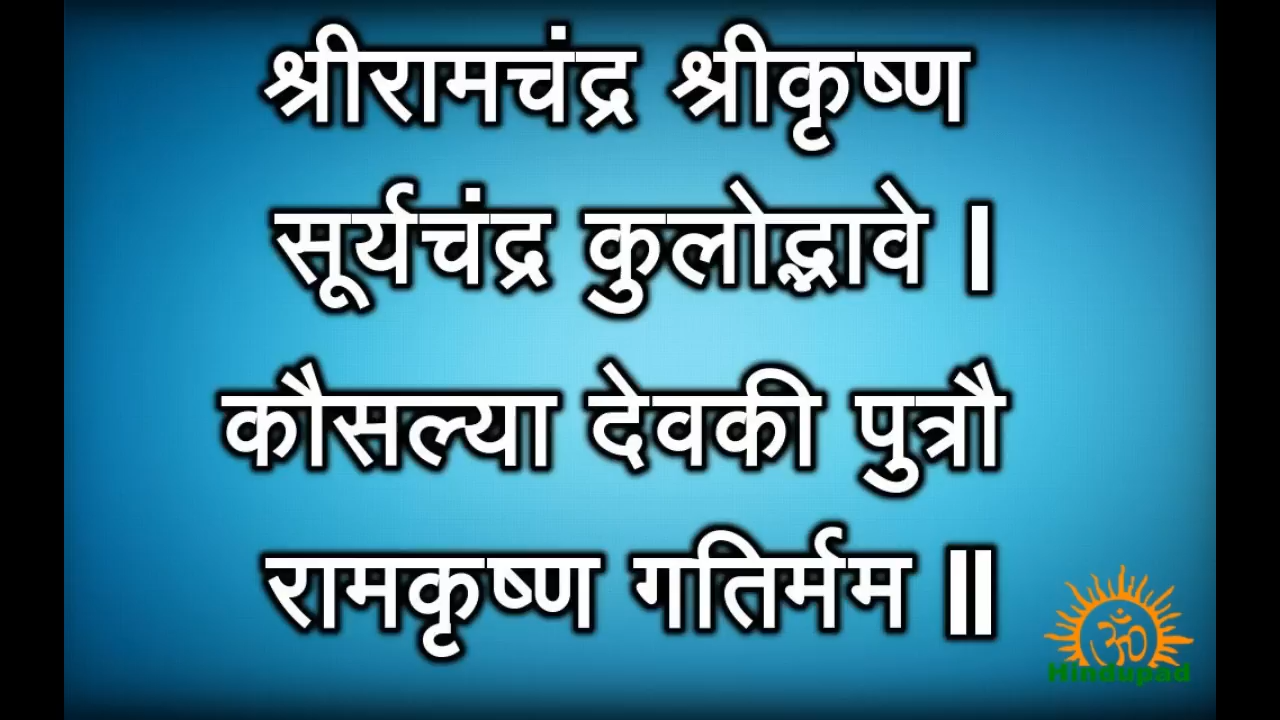 श्रीरामचंद्र श्रीकृष्ण
सूर्यचंद्र कुलोद्भावे ।
कौसल्या देवकी पुत्रौ
रामकृष्ण गतिर्मम ॥
ॐ
Hindupad